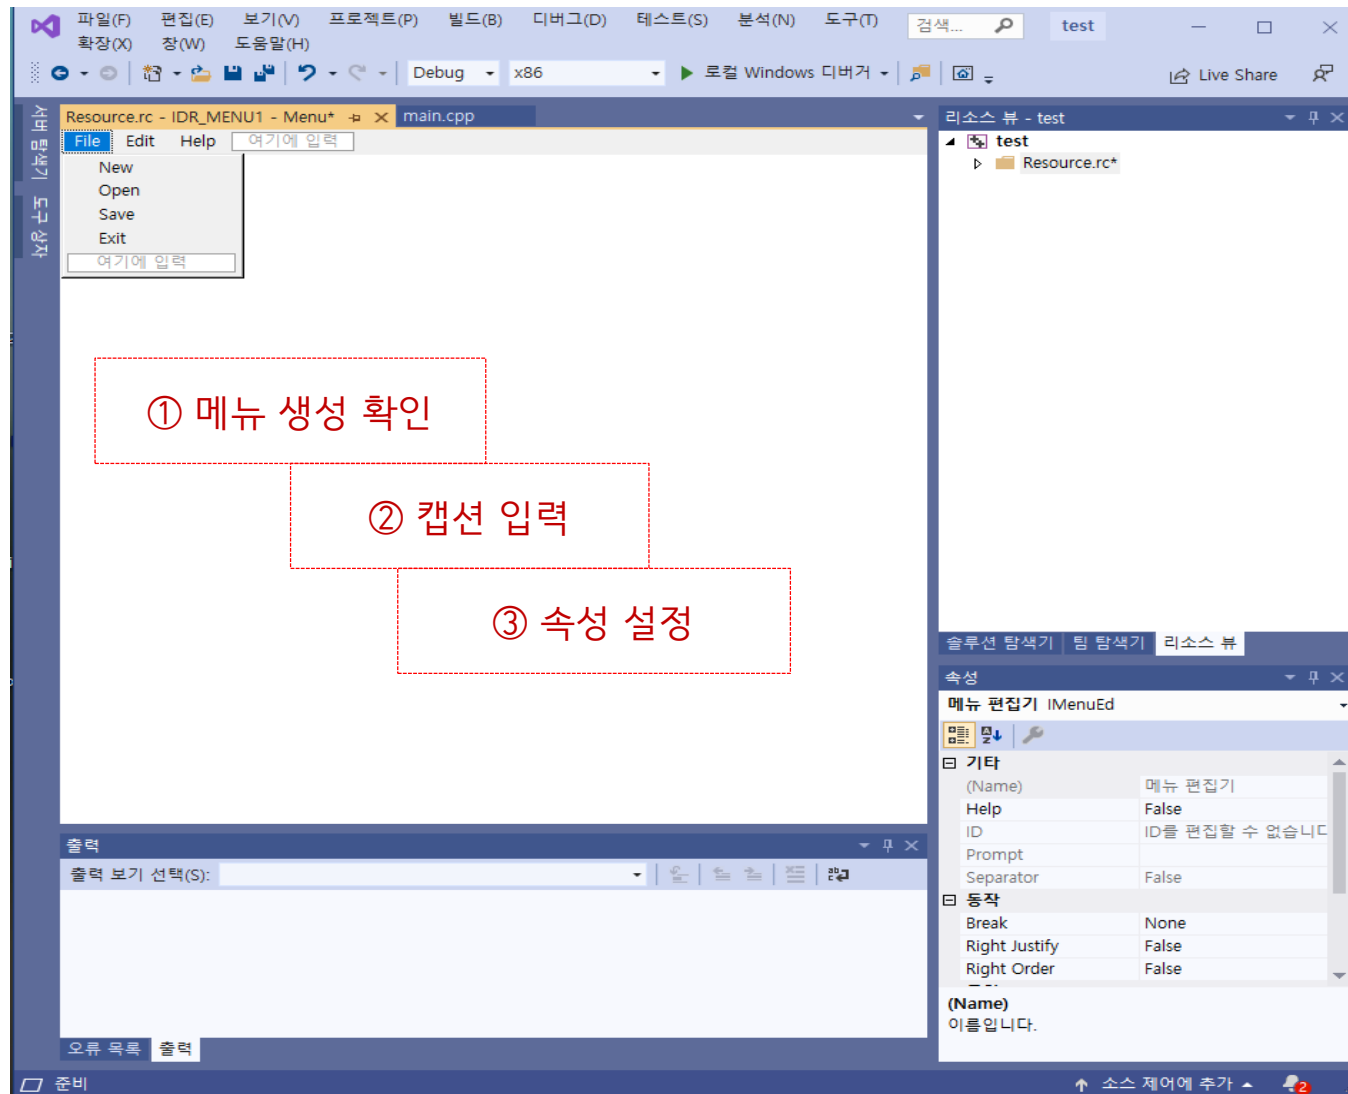 파일(F) 편집(E) 보기(V) 프로젝트(P) 빌드(B) 디버그(D) 테스트(S) 분석(N) 도구(T) 검색... test
확장(X) 창(W) 도움말(H)
Debug x86 로컬 Windows 디버거 Live Share
서버 탐색기
도구 상자
Resource.rc - IDR_MENU1 - Menu* main.cpp
File Edit Help 여기에 입력
New
Open
Save
Exit
여기에 입력
① 메뉴 생성 확인
② 캡션 입력
③ 속성 설정
리소스 뷰 - test
test
Resource.rc*
솔루션 탐색기 팀 탐색기 리소스 뷰
속성
메뉴 편집기 IMenuEd
기타
(Name) 메뉴 편집기
Help False
ID ID를 편집할 수 없습니다
Prompt
Separator False
동작
Break None
Right Justify False
Right Order False
(Name)
이름입니다.
출력
출력 보기 선택(S):
오류 목록 출력
준비 소스 제어에 추가 2